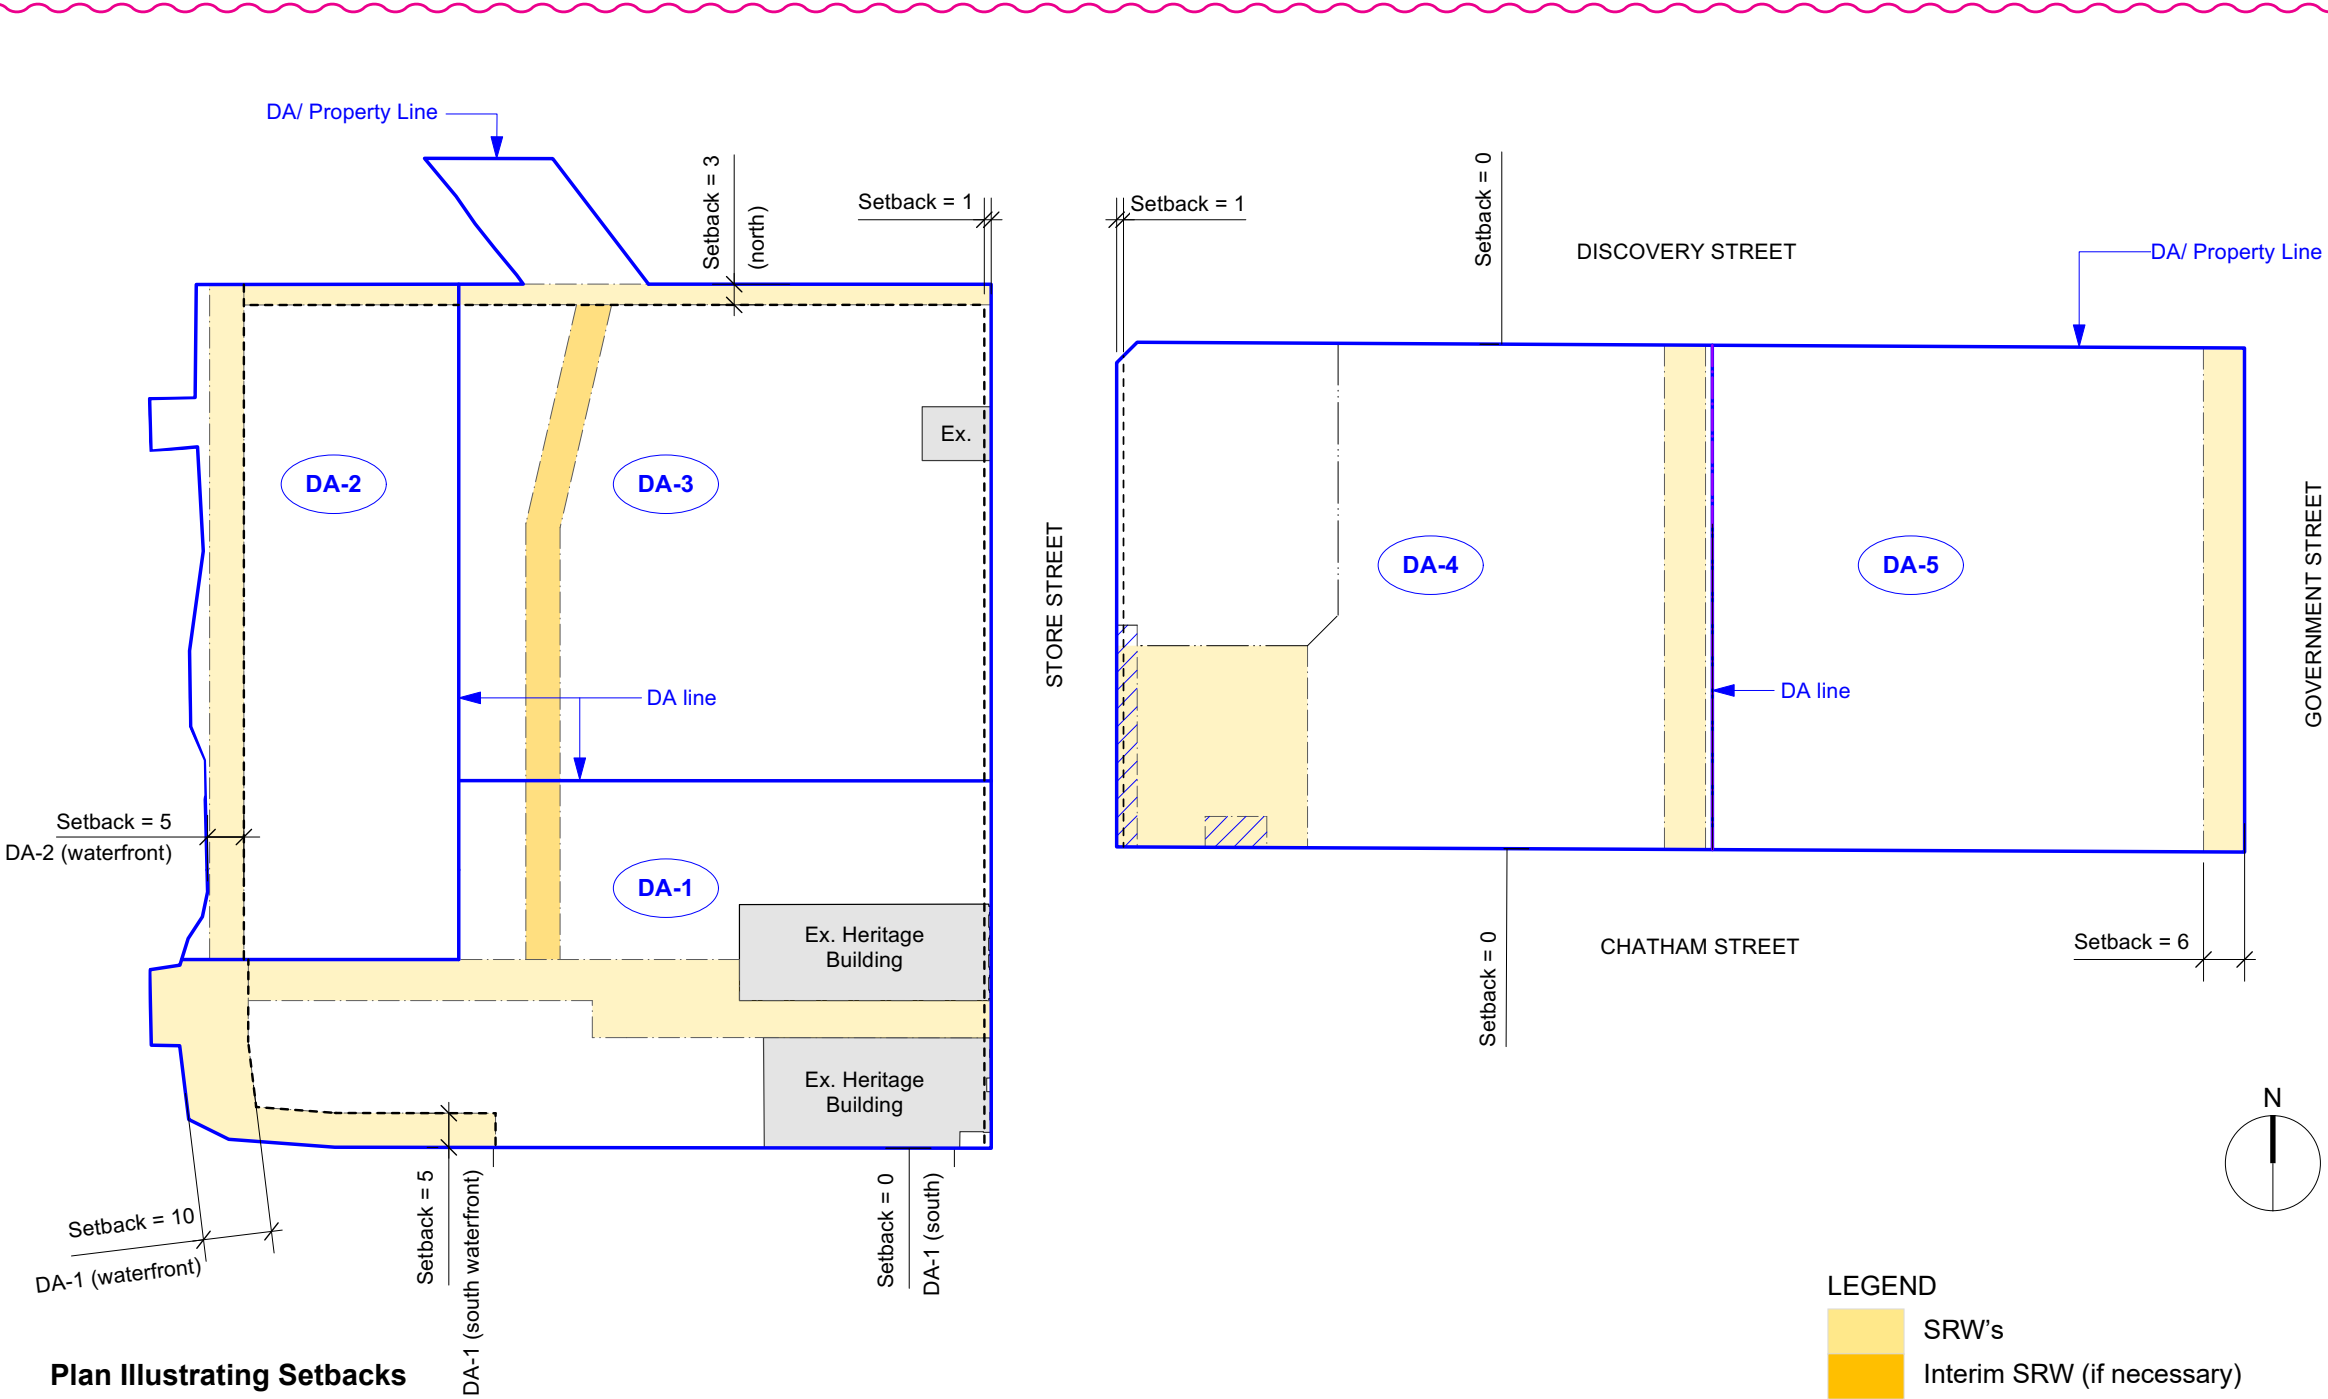 DA/ Property Line
Setback = 3
(north)
Setback = 1
Setback = 1
Setback = 0
DISCOVERY STREET
DA/ Property Line
Ex.
DA-2
DA-3
STORE STREET
DA-4
DA-5
GOVERNMENT STREET
DA line
DA line
Setback = 5
DA-2 (waterfront)
DA-1
Ex. Heritage
Building
Setback = 0
CHATHAM STREET
Setback = 6
Ex. Heritage
Building
N
Setback = 10
DA-1 (waterfront)
Setback = 5
DA-1 (south waterfront)
Setback = 0
DA-1 (south)
LEGEND
SRW's
Interim SRW (if necessary)
Plan Illustrating Setbacks